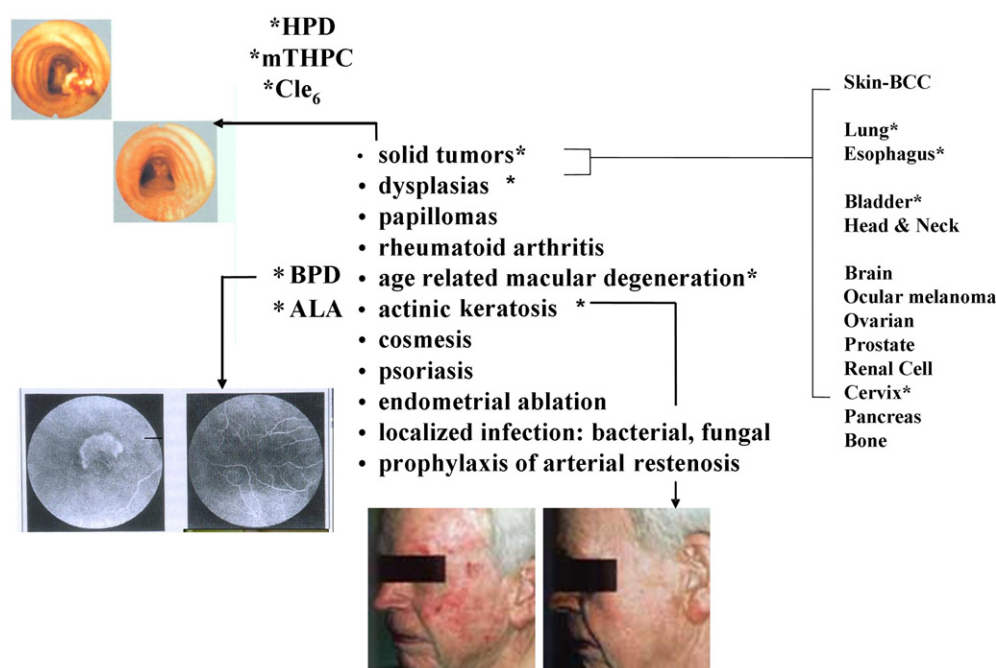 *HPD
*mTHPC
*Cle₆
• solid tumors*
• dysplasias *
• papillomas
• rheumatoid arthritis
* BPD • age related macular degeneration*
* ALA • actinic keratosis *
• cosmesis
• psoriasis
• endometrial ablation
• localized infection: bacterial, fungal
• prophylaxis of arterial restenosis
Skin-BCC
Lung*
Esophagus*
Bladder*
Head & Neck
Brain
Ocular melanoma
Ovarian
Prostate
Renal Cell
Cervix*
Pancreas
Bone